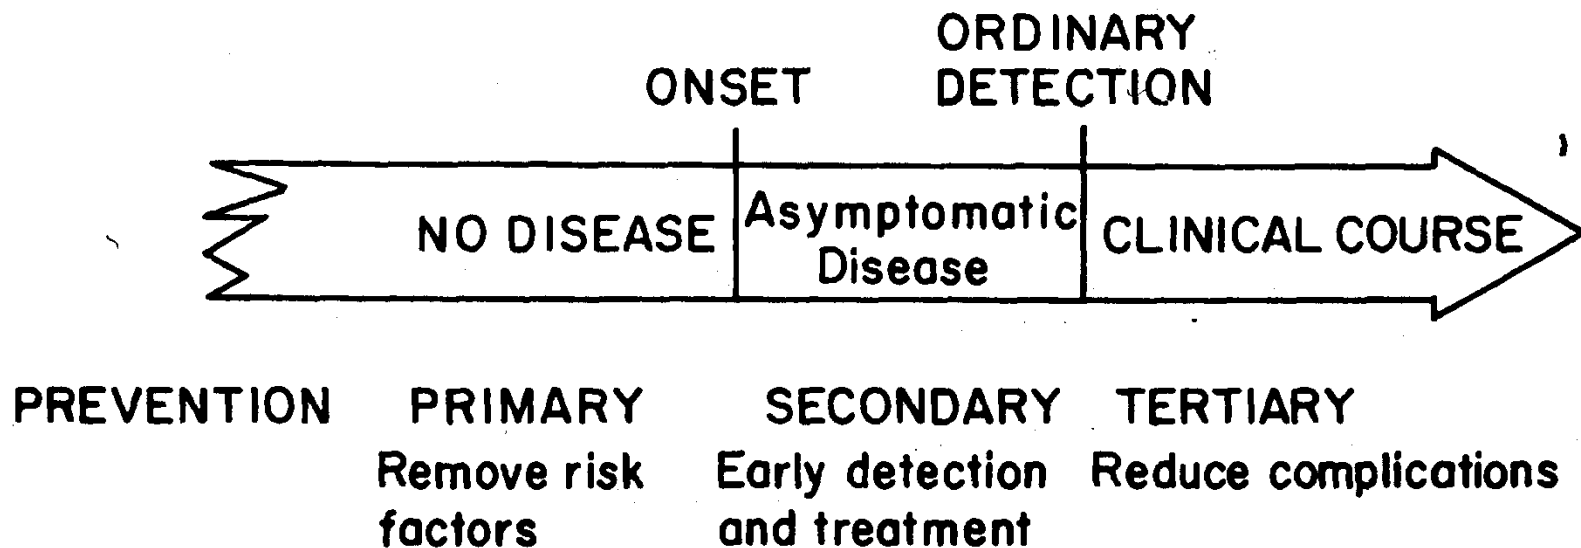 ONSET
ORDINARY
DETECTION
NO DISEASE
Asymptomatic
Disease
CLINICAL COURSE
PREVENTION PRIMARY SECONDARY TERTIARY
Remove risk factors
Early detection and treatment
Reduce complications